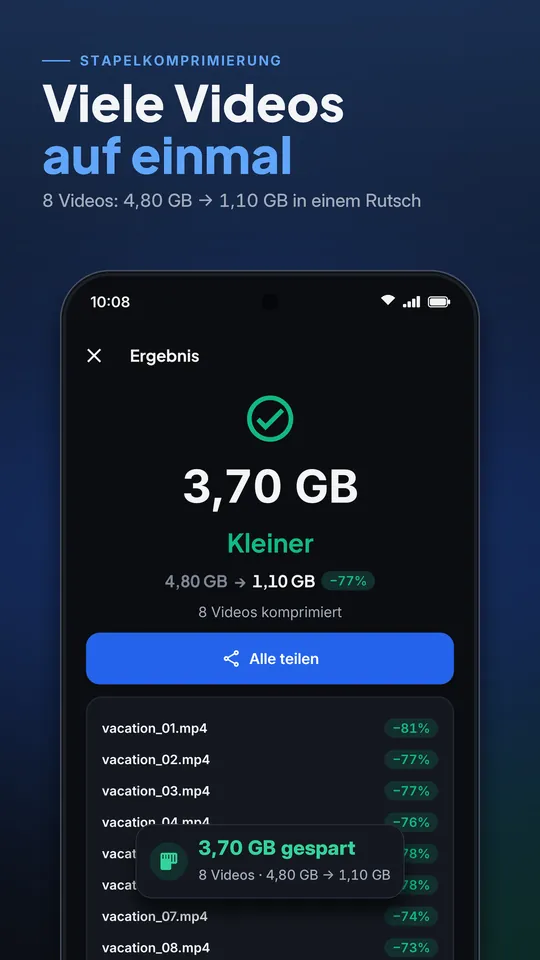 STAPELKOMPRIMIERUNG
Viele Videos
auf einmal
8 Videos: 4,80 GB → 1,10 GB in einem Rutsch
10:08
Ergebnis
3,70 GB
Kleiner
4,80 GB → 1,10 GB −77%
8 Videos komprimiert
Alle teilen
vacation_01.mp4 −81%
vacation_02.mp4 −77%
vacation_03.mp4 −77%
vacation_04.mp4 −76%
3,70 GB gespart
8 Videos · 4,80 GB → 1,10 GB
78%
78%
vacation_07.mp4 −74%
vacation_08.mp4 −73%